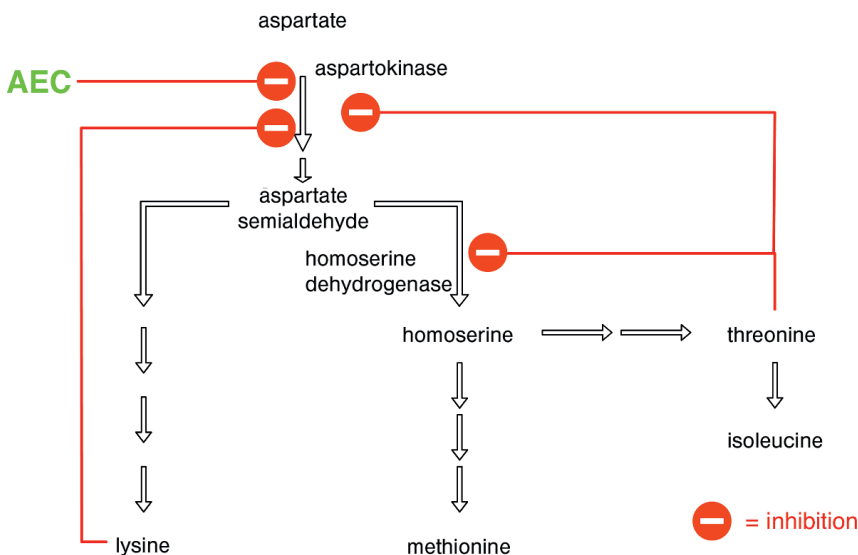 aspartate
AEC
aspartokinase
aspartate
semialdehyde
homoserine
dehydrogenase
homoserine
threonine
isoleucine
lysine
methionine
= inhibition